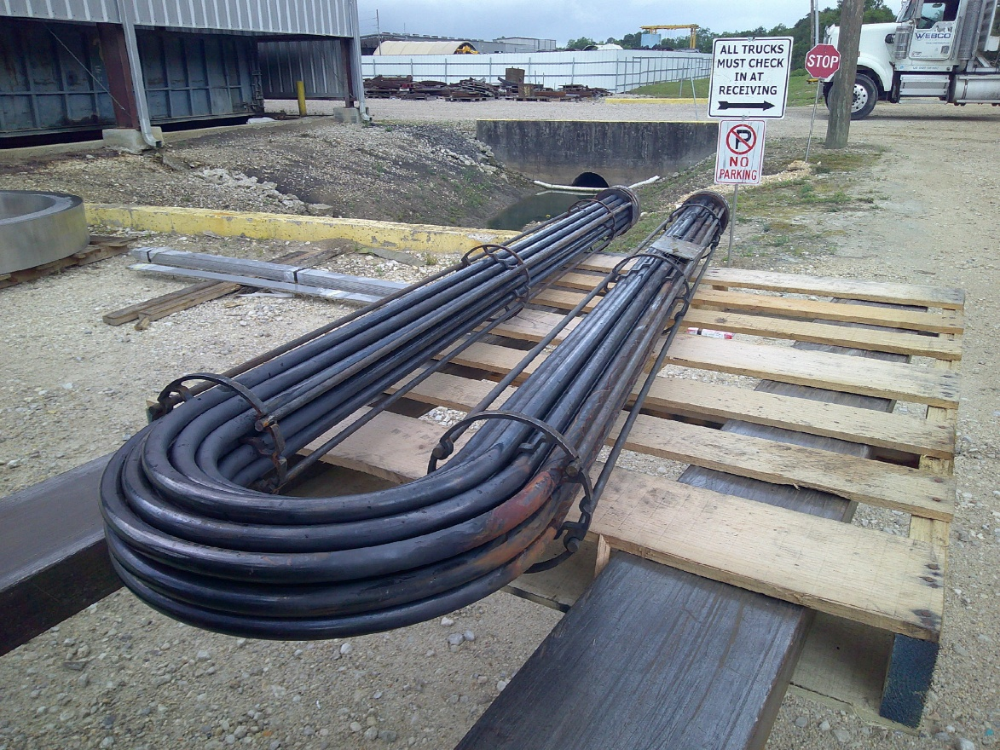 ALL TRUCKS
MUST CHECK
IN AT
RECEIVING
STOP
WEBCO
P
NO
PARKING